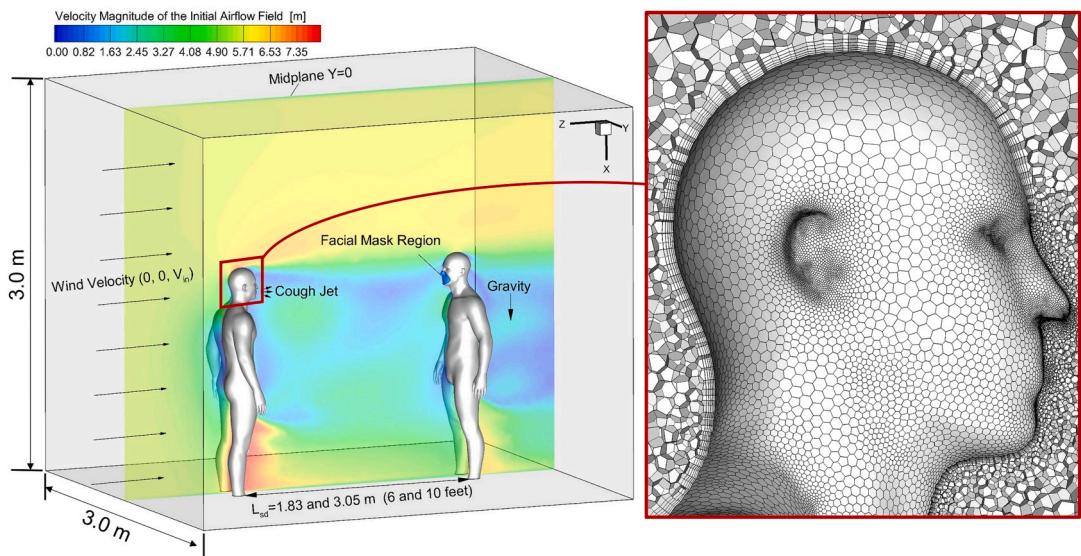 Velocity Magnitude of the Initial Airflow Field [m]
0.00 0.82 1.63 2.45 3.27 4.08 4.90 5.71 6.53 7.35
Midplane Y=0
Z
Y
X
3.0 m
Facial Mask Region
Wind Velocity (0, 0, Vin)
Cough Jet
Gravity
Lsd=1.83 and 3.05 m (6 and 10 feet)
3.0 m